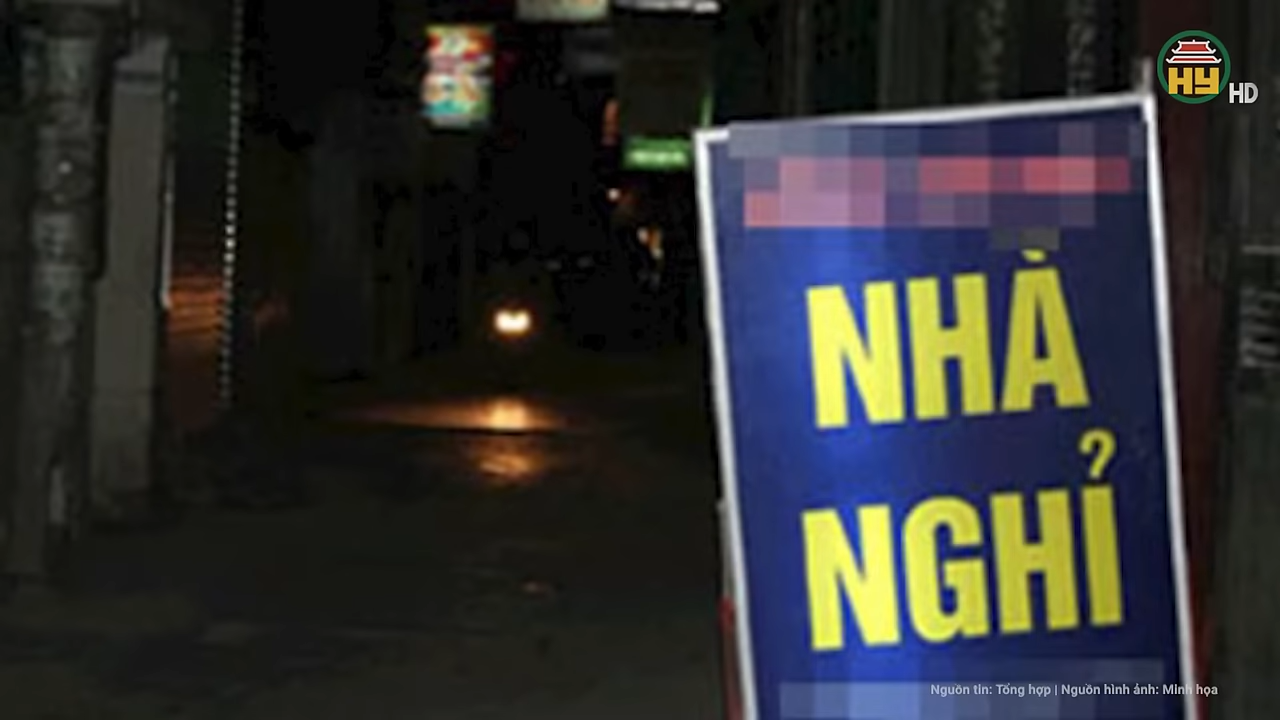 HY HD
NHÀ
NGHỈ
Nguồn tin: Tổng hợp | Nguồn hình ảnh: Minh họa